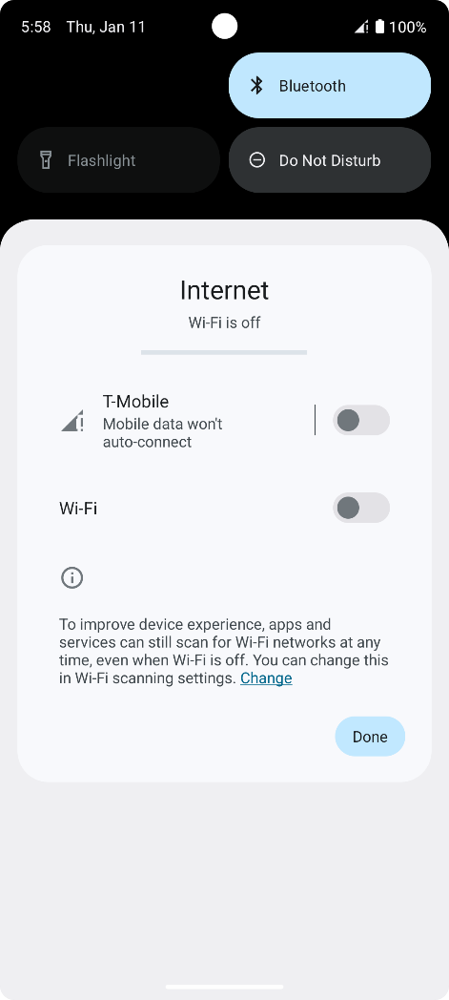 5:58 Thu, Jan 11 100%
Bluetooth
Flashlight Do Not Disturb
Internet
Wi-Fi is off
T-Mobile
Mobile data won't
auto-connect
Wi-Fi
To improve device experience, apps and
services can still scan for Wi-Fi networks at any
time, even when Wi-Fi is off. You can change this
in Wi-Fi scanning settings. Change
Done